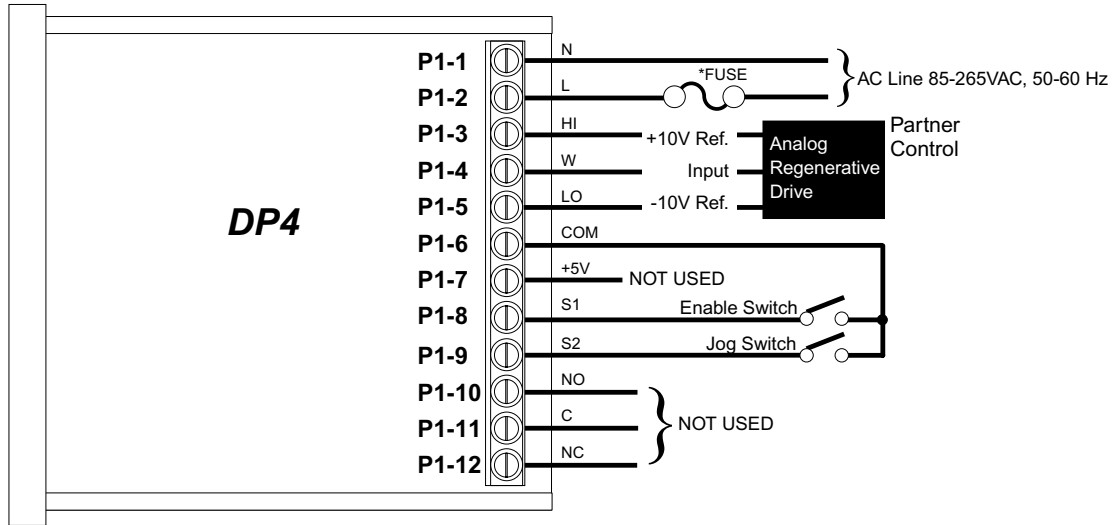 DP4
P1-1 N
P1-2 L *FUSE
AC Line 85-265VAC, 50-60 Hz
P1-3 HI +10V Ref.
P1-4 W Input
P1-5 LO -10V Ref.
Analog
Regenerative
Drive
Partner
Control
P1-6 COM
P1-7 +5V NOT USED
P1-8 S1 Enable Switch
P1-9 S2 Jog Switch
P1-10 NO
P1-11 C
P1-12 NC
NOT USED